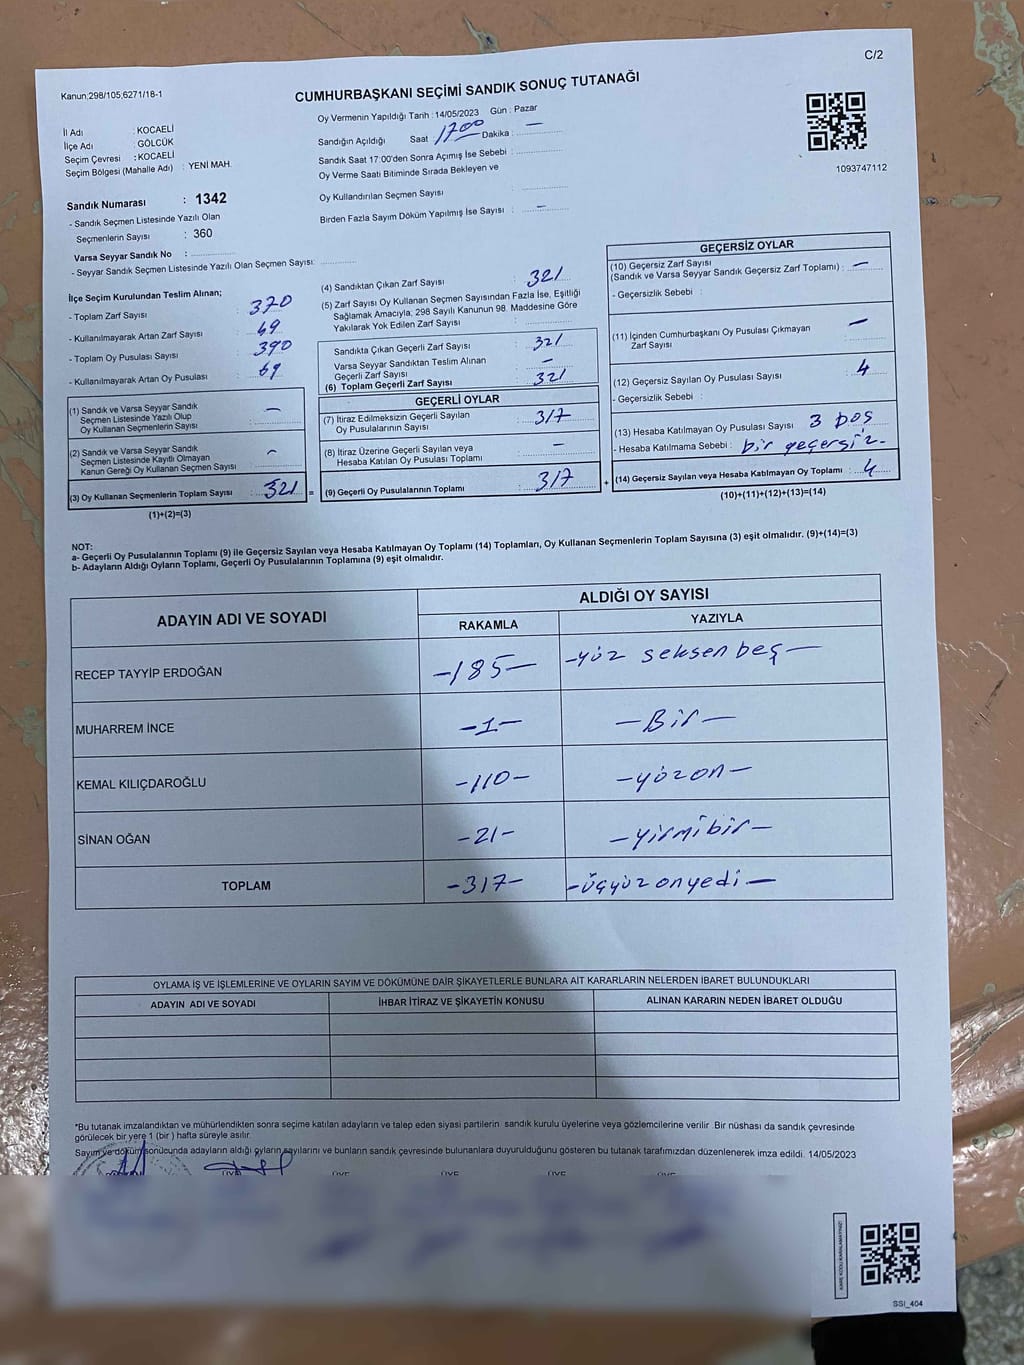 C/2
Kanun;298/105,6271/18-1
CUMHURBAŞKANI SEÇİMİ SANDIK SONUÇ TUTANAĞI
İl Adı : KOCAELİ
İlçe Adı : GÖLCÜK
Seçim Çevresi : KOCAELİ
Seçim Bölgesi (Mahalle Adı) : YENİ MAH.
Oy Vermenin Yapıldığı Tarih : 14/05/2023 Gün : Pazar
Sandığın Açıldığı Saat 1700 Dakika : —
Sandık Saat 17:00'den Sonra Açımış İse Sebebi :
Oy Verme Saati Bitiminde Sırada Bekleyen ve
Oy Kullandırılan Seçmen Sayısı :
Birden Fazla Sayım Döküm Yapılmış İse Sayısı : —
1093747112
Sandık Numarası : 1342
- Sandık Seçmen Listesinde Yazılı Olan
Seçmenlerin Sayısı : 360
Varsa Seyyar Sandık No :
- Seyyar Sandık Seçmen Listesinde Yazılı Olan Seçmen Sayısı:
İlçe Seçim Kurulundan Teslim Alınan;
- Toplam Zarf Sayısı : 370
- Kullanılmayarak Artan Zarf Sayısı : 49
- Toplam Oy Pusulası Sayısı : 390
- Kullanılmayarak Artan Oy Pusulası : 69
(1) Sandık ve Varsa Seyyar Sandık
Seçmen Listesinde Yazılı Olup
Oy Kullanan Seçmenlerin Sayısı : —
(2) Sandık ve Varsa Seyyar Sandık
Seçmen Listesinde Kayıtlı Olmayan
Kanun Gereği Oy Kullanan Seçmen Sayısı : —
(3) Oy Kullanan Seçmenlerin Toplam Sayısı : 321 =
(1)+(2)=(3)
(4) Sandıktan Çıkan Zarf Sayısı : 321
(5) Zarf Sayısı Oy Kullanan Seçmen Sayısından Fazla İse, Eşitliği
Sağlamak Amacıyla; 298 Sayılı Kanunun 98. Maddesine Göre
Yakılarak Yok Edilen Zarf Sayısı :
Sandıkta Çıkan Geçerli Zarf Sayısı : 321
Varsa Seyyar Sandıktan Teslim Alınan
Geçerli Zarf Sayısı : —
(6) Toplam Geçerli Zarf Sayısı : 321
GEÇERLİ OYLAR
(7) İtiraz Edilmeksizin Geçerli Sayılan
Oy Pusulalarının Sayısı : 317
(8) İtiraz Üzerine Geçerli Sayılan veya
Hesaba Katılan Oy Pusulası Toplamı : —
(9) Geçerli Oy Pusulalarının Toplamı : 317 +
GEÇERSİZ OYLAR
(10) Geçersiz Zarf Sayısı
(Sandık ve Varsa Seyyar Sandık Geçersiz Zarf Toplamı) : —
- Geçersizlik Sebebi :
(11) İçinden Cumhurbaşkanı Oy Pusulası Çıkmayan
Zarf Sayısı : —
(12) Geçersiz Sayılan Oy Pusulası Sayısı : 4
- Geçersizlik Sebebi :
(13) Hesaba Katılmayan Oy Pusulası Sayısı : 3 boş
- Hesaba Katılmama Sebebi : bir geçersiz-
(14) Geçersiz Sayılan veya Hesaba Katılmayan Oy Toplamı : 4
(10)+(11)+(12)+(13)=(14)
NOT:
a- Geçerli Oy Pusulalarının Toplamı (9) ile Geçersiz Sayılan veya Hesaba Katılmayan Oy Toplamı (14) Toplamları, Oy Kullanan Seçmenlerin Toplam Sayısına (3) eşit olmalıdır. (9)+(14)=(3)
b- Adayların Aldığı Oyların Toplamı, Geçerli Oy Pusulalarının Toplamına (9) eşit olmalıdır.
ADAYIN ADI VE SOYADI ALDIĞI OY SAYISI
RAKAMLA YAZIYLA
RECEP TAYYİP ERDOĞAN -185- -yüz seksen beş-
MUHARREM İNCE -1- -Bir-
KEMAL KILIÇDAROĞLU -110- -yüzon-
SİNAN OĞAN -21- -yirmibir-
TOPLAM -317- -üçyüz onyedi-
OYLAMA İŞ VE İŞLEMLERİNE VE OYLARIN SAYIM VE DÖKÜMÜNE DAİR ŞİKAYETLERLE BUNLARA AİT KARARLARIN NELERDEN İBARET BULUNDUKLARI
ADAYIN ADI VE SOYADI İHBAR İTİRAZ VE ŞİKAYETİN KONUSU ALINAN KARARIN NEDEN İBARET OLDUĞU
*Bu tutanak imzalandıktan ve mühürlendikten sonra seçime katılan adayların ve talep eden siyasi partilerin sandık kurulu üyelerine veya gözlemcilerine verilir. Bir nüshası da sandık çevresinde
görülecek bir yere 1 (bir ) hafta süreyle asılır.
Sayım ve döküm sonucunda adayların aldığı oyların sayılarını ve bunların sandık çevresinde bulunanlara duyurulduğunu gösteren bu tutanak tarafımızdan düzenlenerek imza edildi. 14/05/2023
ÜYE ÜYE ÜYE ÜYE ÜYE
SSİ_404